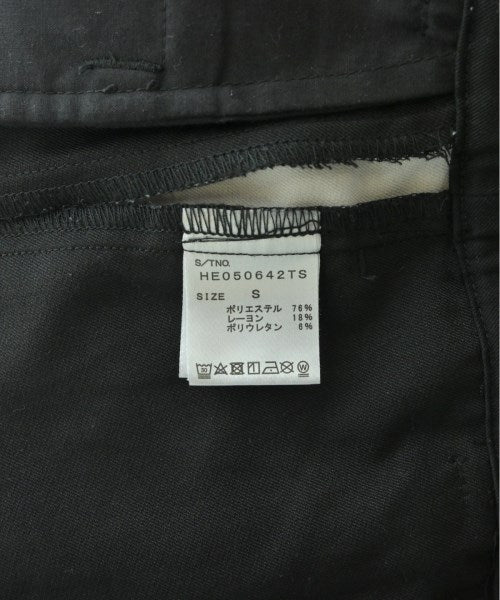 S/TNO.
HE050642TS
SIZE S
ポリエステル 76%
レーヨン 18%
ポリウレタン 6%